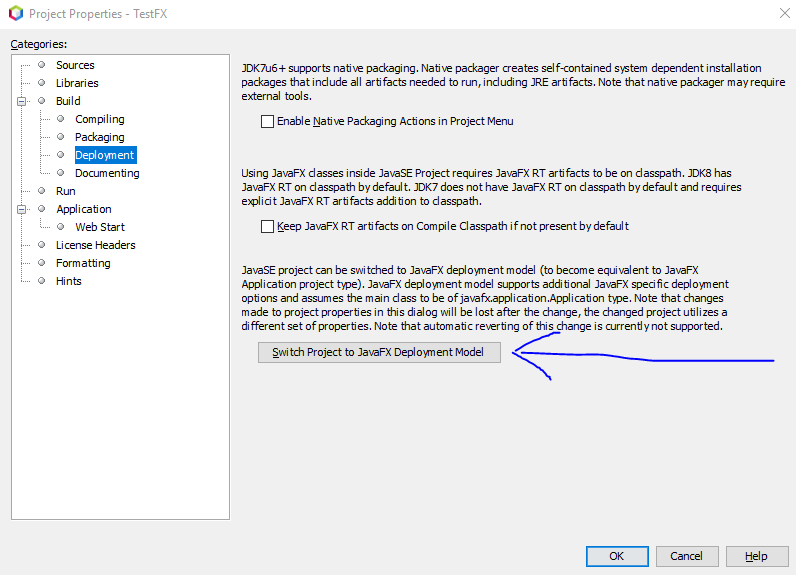 Project Properties - TestFX
Categories:
Sources
Libraries
Build
Compiling
Packaging
Deployment
Documenting
Run
Application
Web Start
License Headers
Formatting
Hints
JDK7u6+ supports native packaging. Native packager creates self-contained system dependent installation
packages that include all artifacts needed to run, including JRE artifacts. Note that native packager may require
external tools.
Enable Native Packaging Actions in Project Menu
Using JavaFX classes inside JavaSE Project requires JavaFX RT artifacts to be on classpath. JDK8 has
JavaFX RT on classpath by default. JDK7 does not have JavaFX RT on classpath by default and requires
explicit JavaFX RT artifacts addition to classpath.
Keep JavaFX RT artifacts on Compile Classpath if not present by default
JavaSE project can be switched to JavaFX deployment model (to become equivalent to JavaFX
Application project type). JavaFX deployment model supports additional JavaFX specific deployment
options and assumes the main class to be of javafx.application.Application type. Note that changes
made to project properties in this dialog will be lost after the change, the changed project utilizes a
different set of properties. Note that automatic reverting of this change is currently not supported.
Switch Project to JavaFX Deployment Model
OK
Cancel
Help